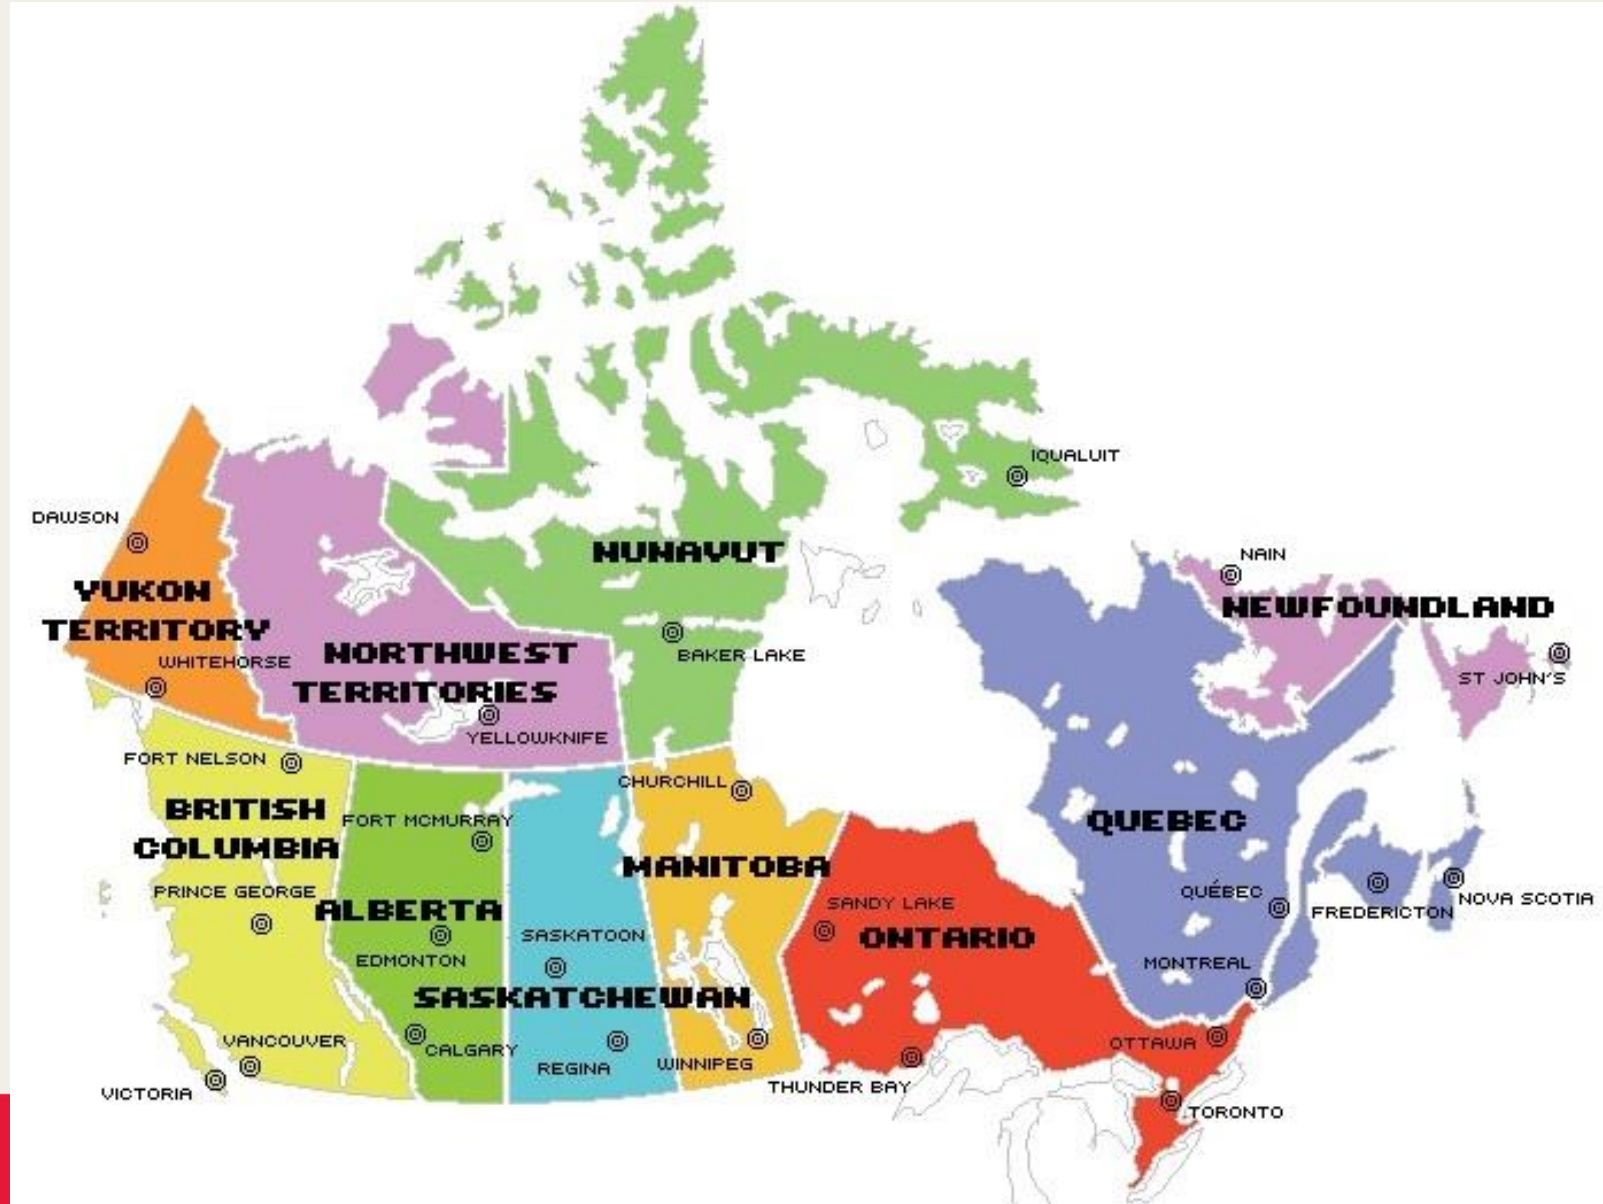 IQUALUIT
DAWSON
NUNAVUT
NAIN
YUKON
TERRITORY
NEWFOUNDLAND
WHITEHORSE
NORTHWEST
TERRITORIES
BAKER LAKE
ST JOHN'S
YELLOWKNIFE
FORT NELSON
CHURCHILL
BRITISH
COLUMBIA
FORT MCMURRAY
QUEBEC
MANITOBA
PRINCE GEORGE
ALBERTA
SANDY LAKE
QUÉBEC
FREDERICTON
NOVA SCOTIA
SASKATOON
ONTARIO
EDMONTON
MONTREAL
SASKATCHEWAN
VANCOUVER
CALGARY
OTTAWA
REGINA
WINNIPEG
VICTORIA
THUNDER BAY
TORONTO